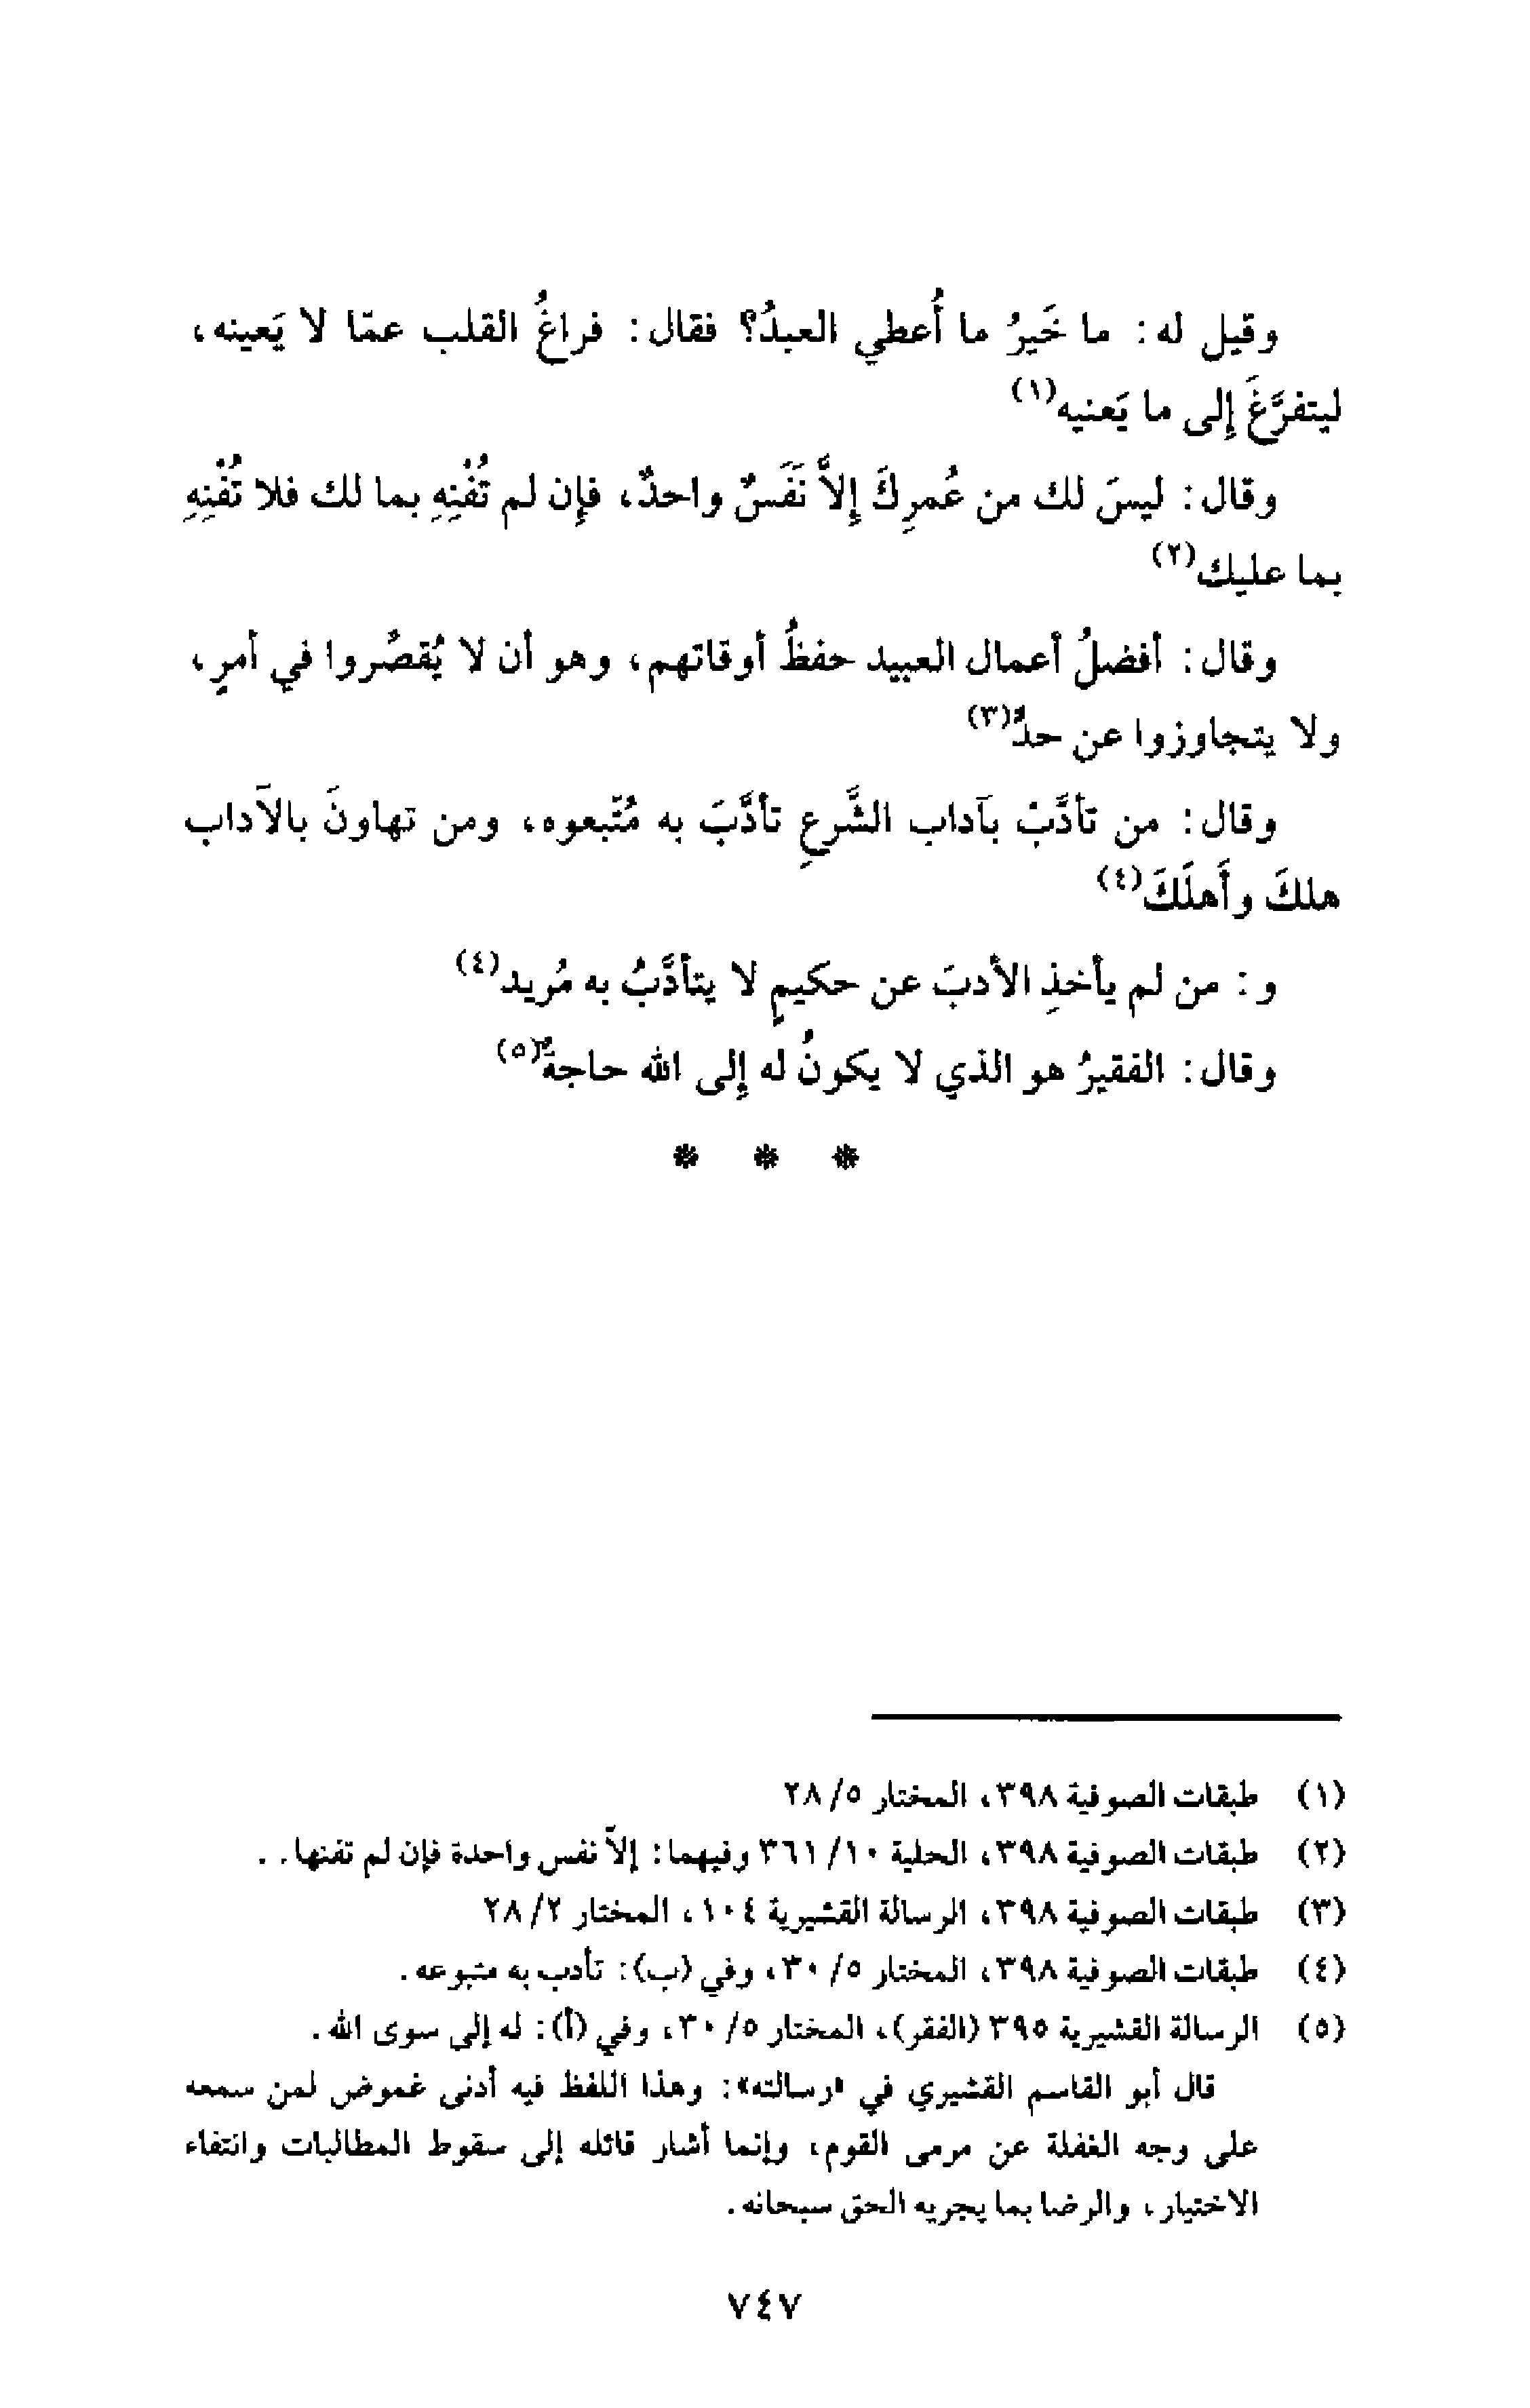 وقيل له : ما خَيرُ ما أُعطي العبدُ؟ فقال : فراغُ القلب عمّا لا يَعينه ،
ليتفرَّغَ إلى ما يَعنيه(١)
وقال : ليسَ لك من عُمرِكَ إلاَّ نَفَسٌ واحدٌ، فإن لم تُفْنِهِ بما لك فلا تُفْنِهِ
بما عليك(٢)
وقال : أفضلُ أعمال العبيد حفظُ أوقاتهم، وهو أن لا يُقصِّروا في أمرٍ ،
ولا يتجاوزوا عن حدٍّ(٣)
وقال : من تأدَّبَ بآداب الشَّرعِ تأدَّبَ به مُتّبعوه، ومن تهاونَ بالآداب
هلكَ وأَهلَكَ(٤)
و : من لم يأخذِ الأدبَ عن حكيمٍ لا يتأدَّبُ به مُريد(٤)
وقال : الفقيرُ هو الذي لا يكونُ له إلى الله حاجةٌ(٥)
* * *
(١) طبقات الصوفية ٣٩٨، المختار ٥/ ٢٨
(٢) طبقات الصوفية ٣٩٨، الحلية ١٠/ ٣٦١ وفيهما : إلاّ نفس واحدة فإن لم تفنها . .
(٣) طبقات الصوفية ٣٩٨، الرسالة القشيرية ١٠٤، المختار ٢/ ٢٨
(٤) طبقات الصوفية ٣٩٨، المختار ٥/ ٣٠، وفي (ب) : تأدب به متبوعه .
(٥) الرسالة القشيرية ٣٩٥ (الفقر)، المختار ٥/ ٣٠، وفي (أ) : له إلى سوى الله .
قال أبو القاسم القشيري في «رسالته» : وهذا اللفظ فيه أدنى غموض لمن سمعه
على وجه الغفلة عن مرمى القوم، وإنما أشار قائله إلى سقوط المطالبات وانتفاء
الاختيار، والرضا بما يجريه الحق سبحانه .
٧٤٧